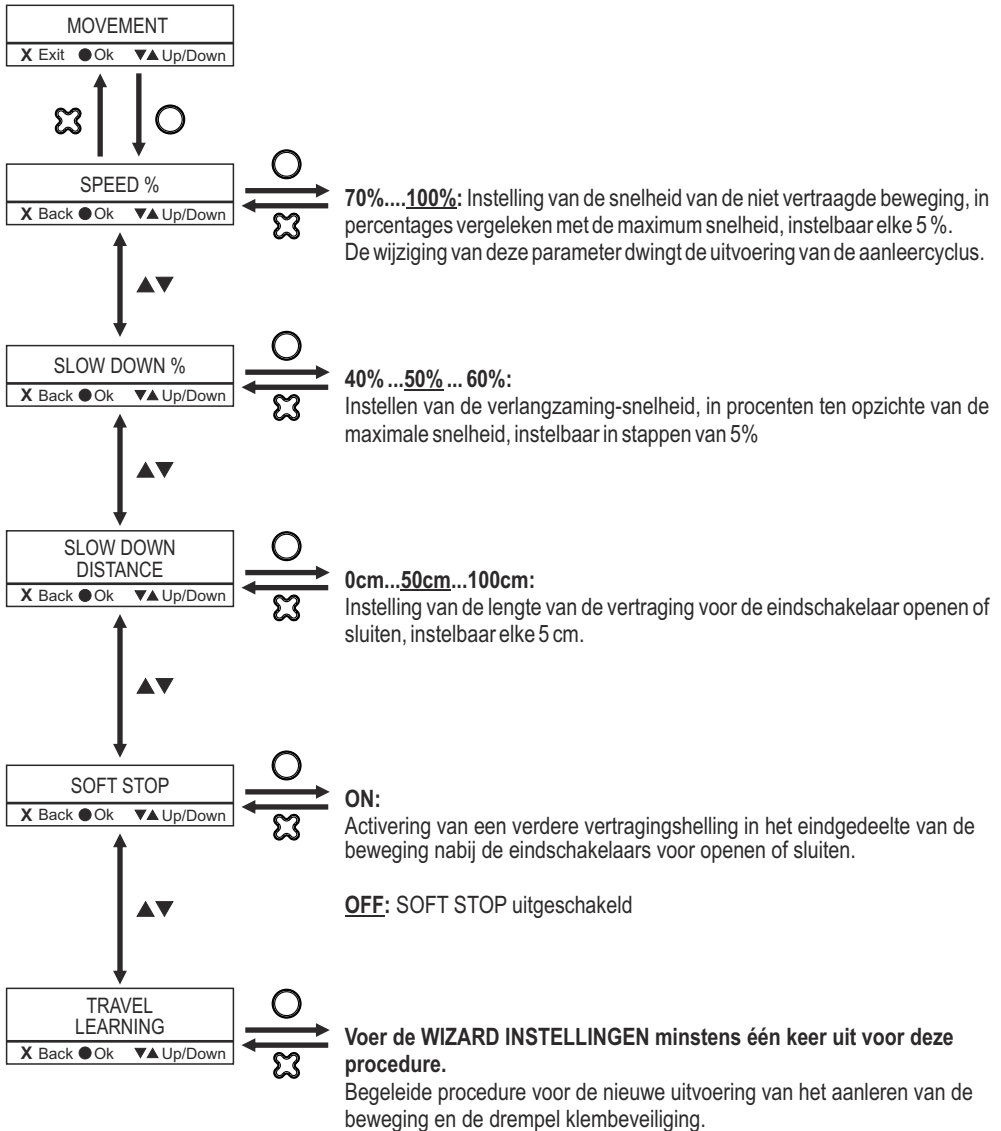 MOVEMENT
X Exit ●Ok ▼▲Up/Down
SPEED %
X Back ●Ok ▼▲Up/Down
70%....100%: Instelling van de snelheid van de niet vertraagde beweging, in
percentages vergeleken met de maximum snelheid, instelbaar elke 5 %.
De wijziging van deze parameter dwingt de uitvoering van de aanleercyclus.
▲▼
SLOW DOWN %
X Back ●Ok ▼▲Up/Down
40% ...50% ... 60%:
Instellen van de verlangzaming-snelheid, in procenten ten opzichte van de
maximale snelheid, instelbaar in stappen van 5%
▲▼
SLOW DOWN
DISTANCE
X Back ●Ok ▼▲Up/Down
0cm...50cm...100cm:
Instelling van de lengte van de vertraging voor de eindschakelaar openen of
sluiten, instelbaar elke 5 cm.
▲▼
SOFT STOP
X Back ●Ok ▼▲Up/Down
ON:
Activering van een verdere vertragingshelling in het eindgedeelte van de
beweging nabij de eindschakelaars voor openen of sluiten.
OFF: SOFT STOP uitgeschakeld
▲▼
TRAVEL
LEARNING
X Back ●Ok ▼▲Up/Down
Voer de WIZARD INSTELLINGEN minstens één keer uit voor deze
procedure.
Begeleide procedure voor de nieuwe uitvoering van het aanleren van de
beweging en de drempel klembeveiliging.